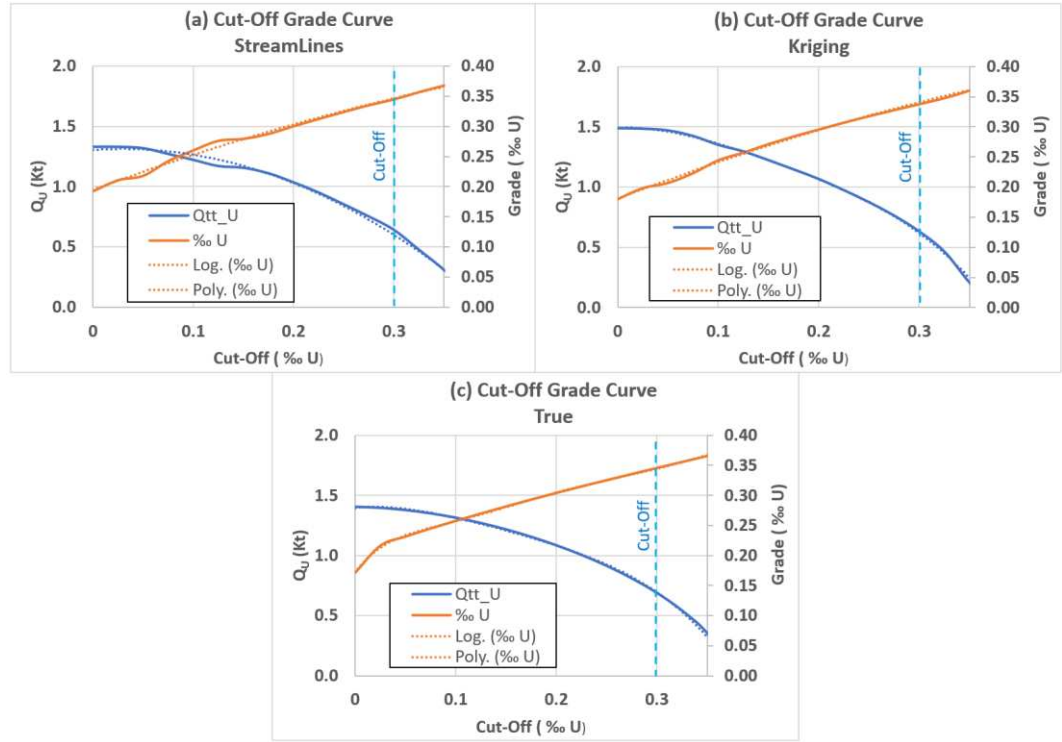 (a) Cut-Off Grade Curve
StreamLines
2.0
1.5
1.0
0.5
0.0
Q_U (Kt)
0.40
0.35
0.30
0.25
0.20
0.15
0.10
0.05
0.00
Grade ( ‰ U)
Cut-Off
Qtt_U
‰ U
Log. (‰ U)
Poly. (‰ U)
0 0.1 0.2 0.3
Cut-Off ( ‰ U)
(b) Cut-Off Grade Curve
Kriging
2.0
1.5
1.0
0.5
0.0
Q_U (Kt)
0.40
0.35
0.30
0.25
0.20
0.15
0.10
0.05
0.00
Grade ( ‰ U)
Cut-Off
Qtt_U
‰ U
Log. (‰ U)
Poly. (‰ U)
0 0.1 0.2 0.3
Cut-Off ( ‰ U)
(c) Cut-Off Grade Curve
True
2.0
1.5
1.0
0.5
0.0
Q_U (Kt)
0.40
0.35
0.30
0.25
0.20
0.15
0.10
0.05
0.00
Grade ( ‰ U)
Cut-Off
Qtt_U
‰ U
Log. (‰ U)
Poly. (‰ U)
0 0.1 0.2 0.3
Cut-Off ( ‰ U)